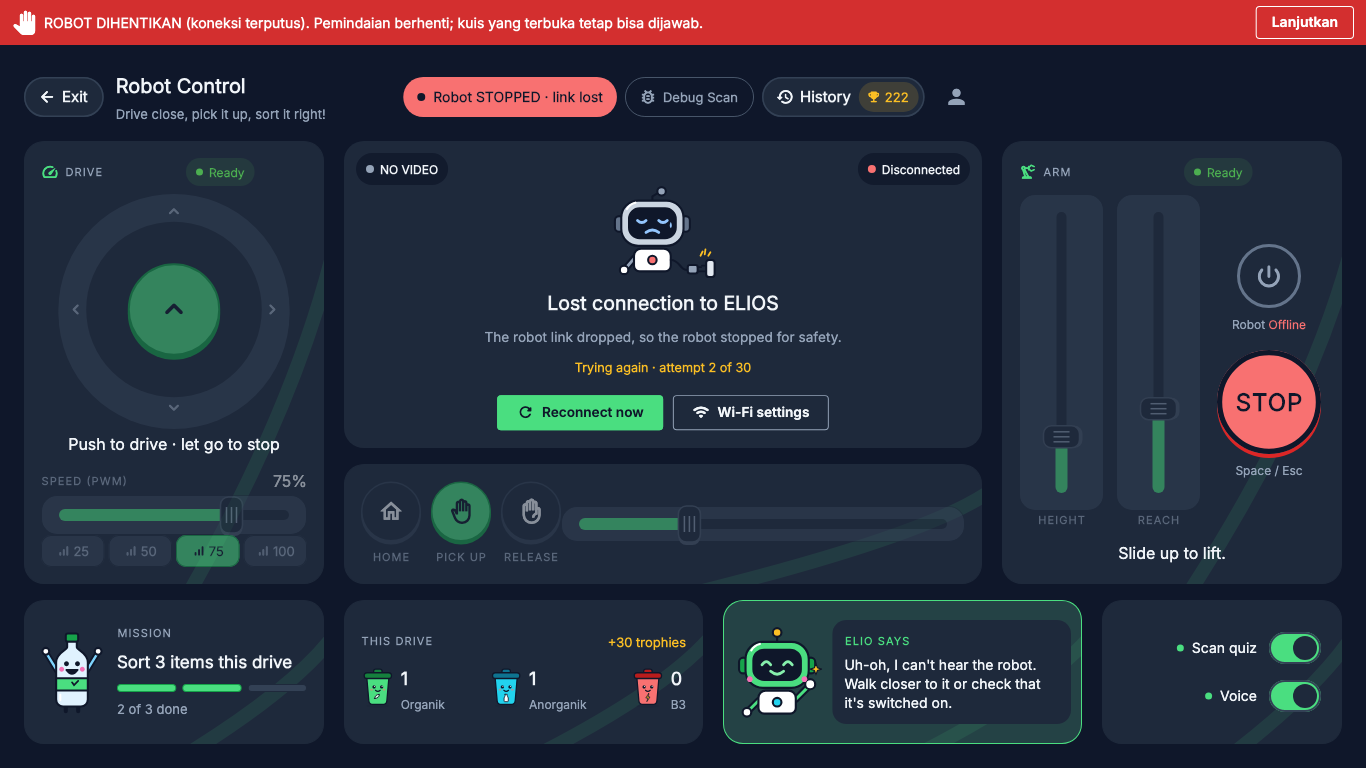 ROBOT DIHENTIKAN (koneksi terputus). Pemindaian berhenti; kuis yang terbuka tetap bisa dijawab.
Lanjutkan
Exit
Robot Control
Drive close, pick it up, sort it right!
Robot STOPPED · link lost
Debug Scan
History
222
DRIVE
Ready
Push to drive · let go to stop
SPEED (PWM)
75%
25
50
75
100
NO VIDEO
Disconnected
Lost connection to ELIOS
The robot link dropped, so the robot stopped for safety.
Trying again · attempt 2 of 30
Reconnect now
Wi-Fi settings
HOME
PICK UP
RELEASE
ARM
Ready
HEIGHT
REACH
Robot Offline
STOP
Space / Esc
Slide up to lift.
MISSION
Sort 3 items this drive
2 of 3 done
THIS DRIVE
+30 trophies
1
Organik
1
Anorganik
0
B3
ELIO SAYS
Uh-oh, I can't hear the robot.
Walk closer to it or check that
it's switched on.
Scan quiz
Voice